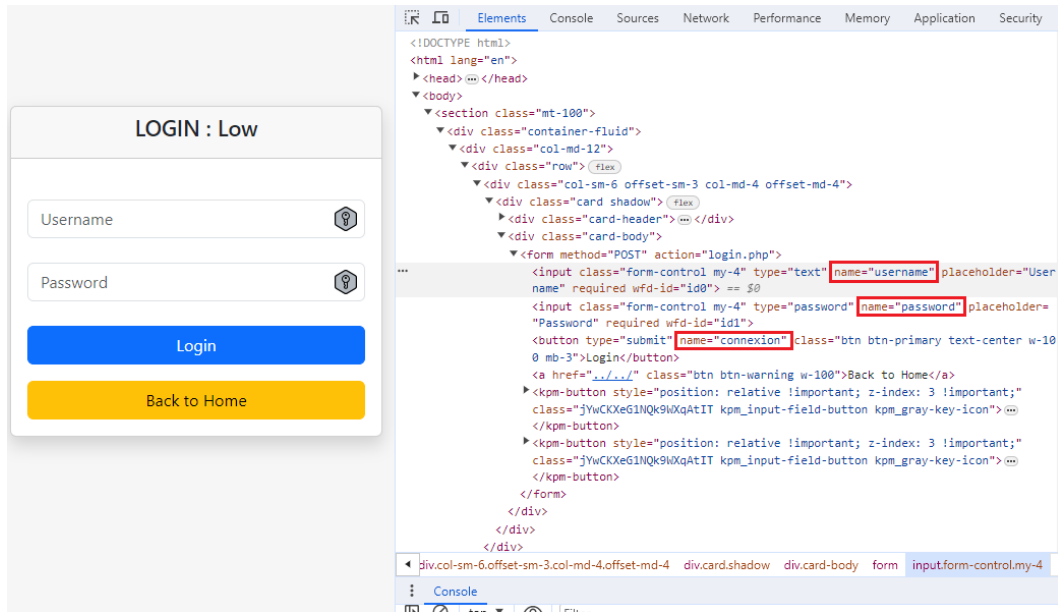 LOGIN : Low
Username
Password
Login
Back to Home
Elements Console Sources Network Performance Memory Application Security
<!DOCTYPE html>
<html lang="en">
<head> … </head>
<body>
<section class="mt-100">
<div class="container-fluid">
<div class="col-md-12">
<div class="row"> flex
<div class="col-sm-6 offset-sm-3 col-md-4 offset-md-4">
<div class="card shadow"> flex
<div class="card-header"> … </div>
<div class="card-body">
<form method="POST" action="login.php">
… <input class="form-control my-4" type="text" name="username" placeholder="User
name" required wfd-id="id0"> == $0
<input class="form-control my-4" type="password" name="password" placeholder=
"Password" required wfd-id="id1">
<button type="submit" name="connexion" class="btn btn-primary text-center w-10
0 mb-3">Login</button>
<a href="../../" class="btn btn-warning w-100">Back to Home</a>
<kpm-button style="position: relative !important; z-index: 3 !important;"
class="jYwCKXeG1NQk9WXqAtIT kpm_input-field-button kpm_gray-key-icon"> …
</kpm-button>
<kpm-button style="position: relative !important; z-index: 3 !important;"
class="jYwCKXeG1NQk9WXqAtIT kpm_input-field-button kpm_gray-key-icon"> …
</kpm-button>
</form>
</div>
</div>
</div>
div.col-sm-6.offset-sm-3.col-md-4.offset-md-4 div.card.shadow div.card-body form input.form-control.my-4
Console